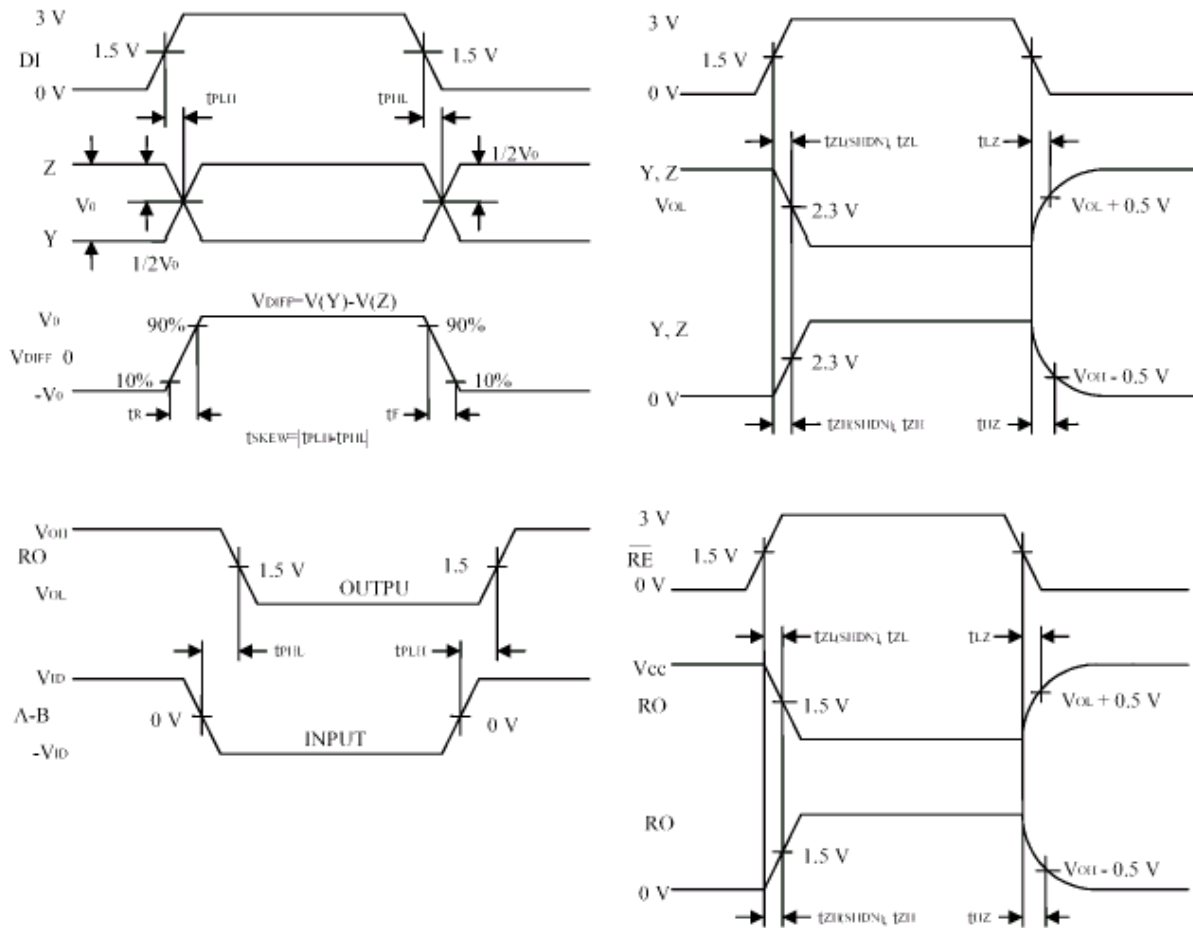 3 V
DI
1.5 V
1.5 V
0 V
tPLH
tPHL
Z
1/2V0
V0
Y
1/2V0
VDIFF=V(Y)-V(Z)
V0
90%
90%
VDIFF 0
10%
10%
-V0
tR
tF
tSKEW=|tPLH-tPHL|
3 V
1.5 V
0 V
tZL(SHDN), tZL
tLZ
Y, Z
VOL
2.3 V
VOL + 0.5 V
Y, Z
2.3 V
VOH - 0.5 V
0 V
tZH(SHDN), tZH
tHZ
VOH
RO
1.5 V
1.5
VOL
OUTPU
tPHL
tPLH
VID
A-B
0 V
0 V
-VID
INPUT
3 V
RE
1.5 V
0 V
tZL(SHDN), tZL
tLZ
Vcc
RO
1.5 V
VOL + 0.5 V
RO
1.5 V
VOH - 0.5 V
0 V
tZH(SHDN), tZH
tHZ